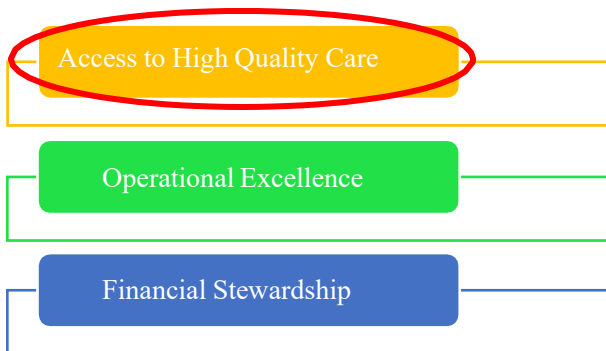 Access to High Quality Care
Operational Excellence
Financial Stewardship